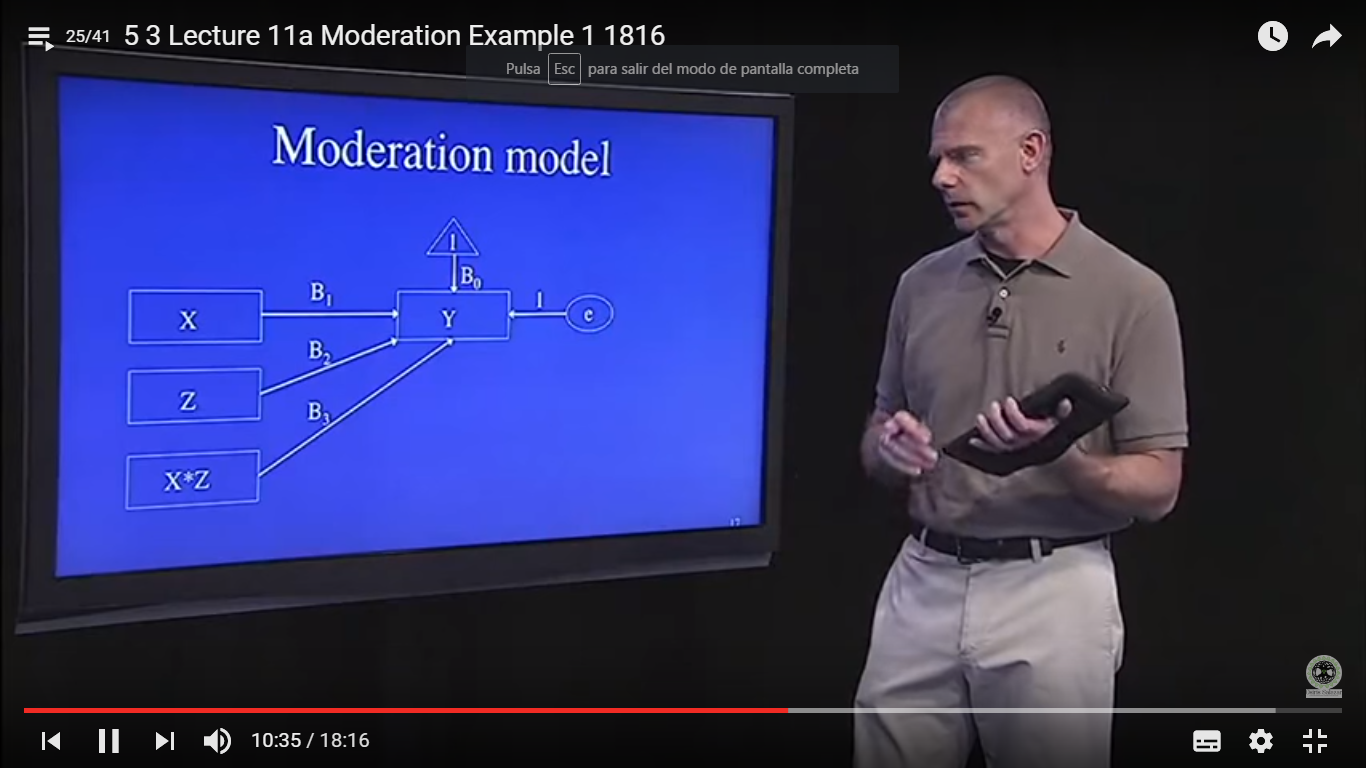 25/41 5 3 Lecture 11a Moderation Example 1 1816
Pulsa Esc para salir del modo de pantalla completa
Moderation model
1
B0
B1
1
X
Y
e
B2
Z
B3
X*Z
17
10:35 / 18:16